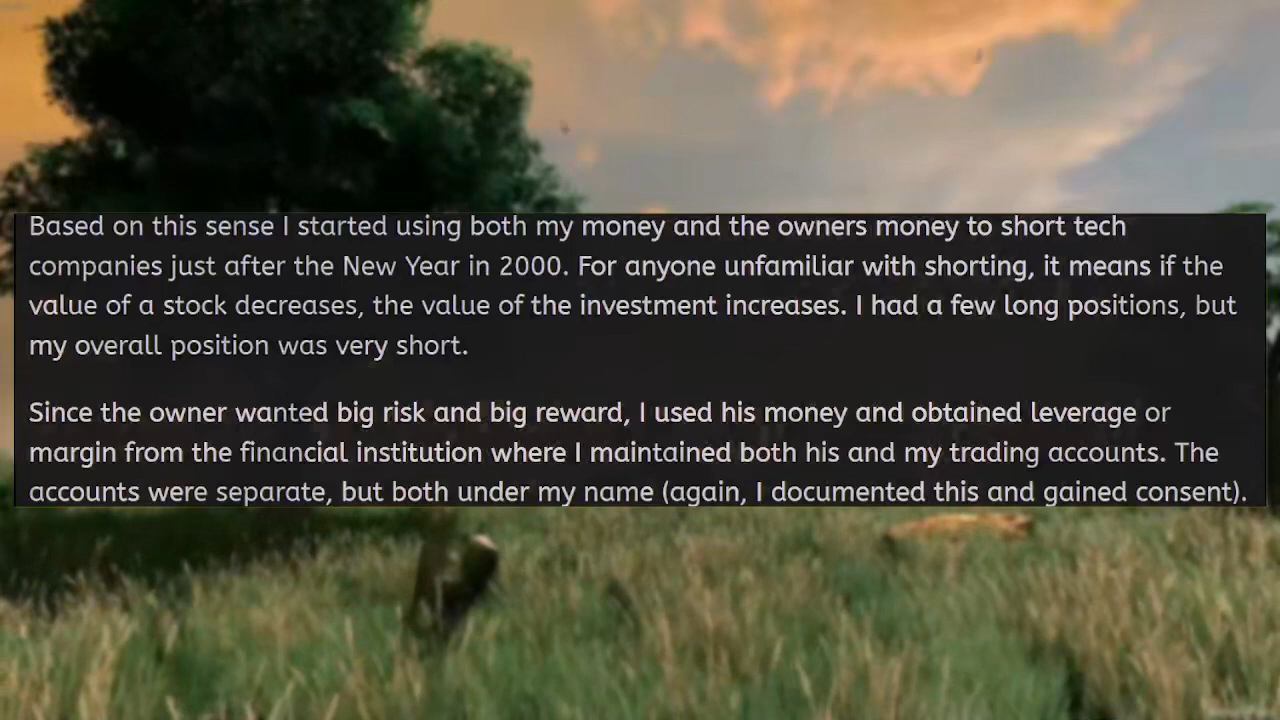 Based on this sense I started using both my money and the owners money to short tech
companies just after the New Year in 2000. For anyone unfamiliar with shorting, it means if the
value of a stock decreases, the value of the investment increases. I had a few long positions, but
my overall position was very short.
Since the owner wanted big risk and big reward, I used his money and obtained leverage or
margin from the financial institution where I maintained both his and my trading accounts. The
accounts were separate, but both under my name (again, I documented this and gained consent).